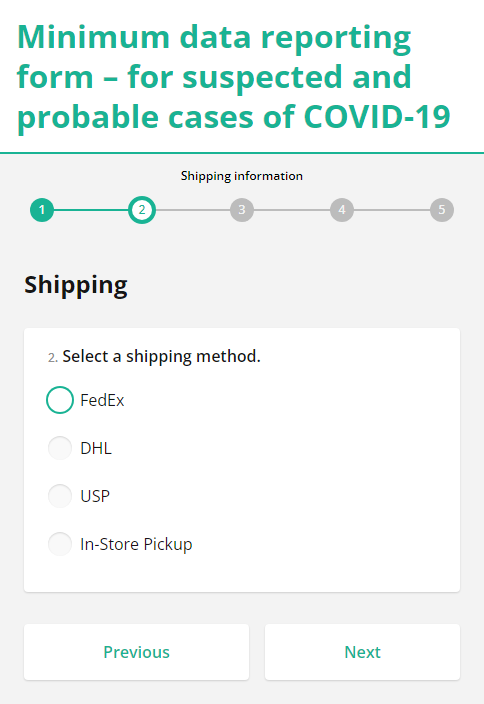 Minimum data reporting
form – for suspected and
probable cases of COVID-19
Shipping information
1 2 3 4 5
Shipping
2. Select a shipping method.
FedEx
DHL
USP
In-Store Pickup
Previous Next